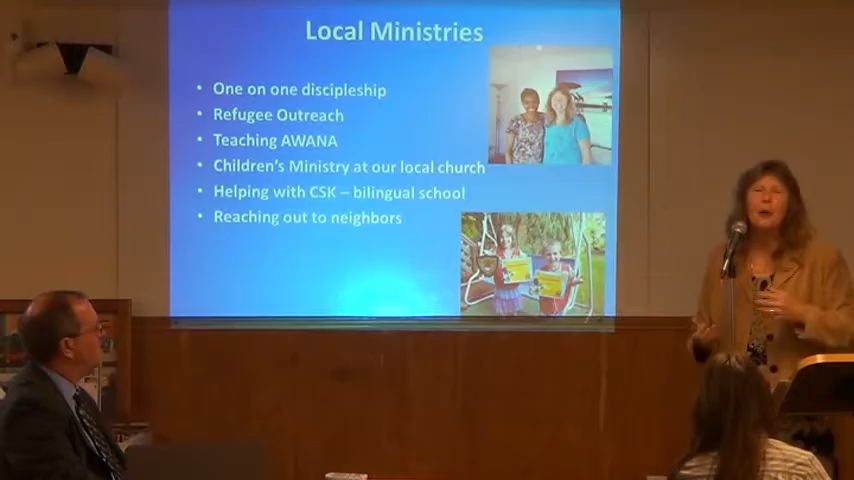 Local Ministries
• One on one discipleship
• Refugee Outreach
• Teaching AWANA
• Children's Ministry at our local church
• Helping with CSK – bilingual school
• Reaching out to neighbors